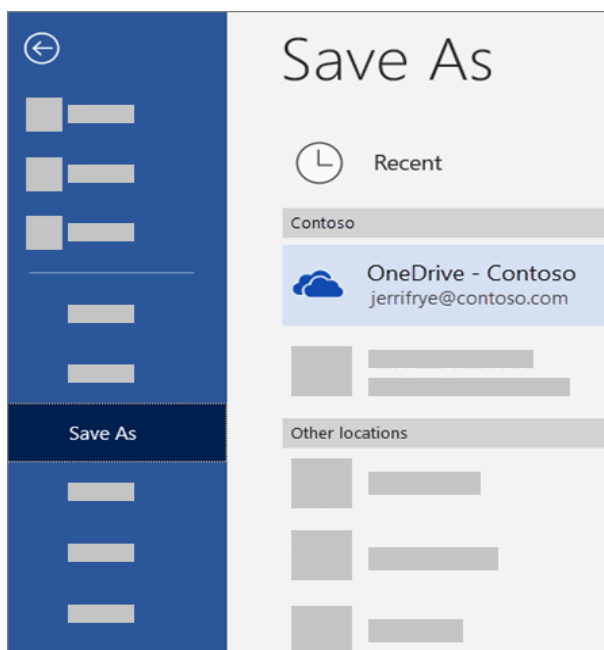 Save As
Recent
Contoso
OneDrive - Contoso
jerrifrye@contoso.com
Save As
Other locations